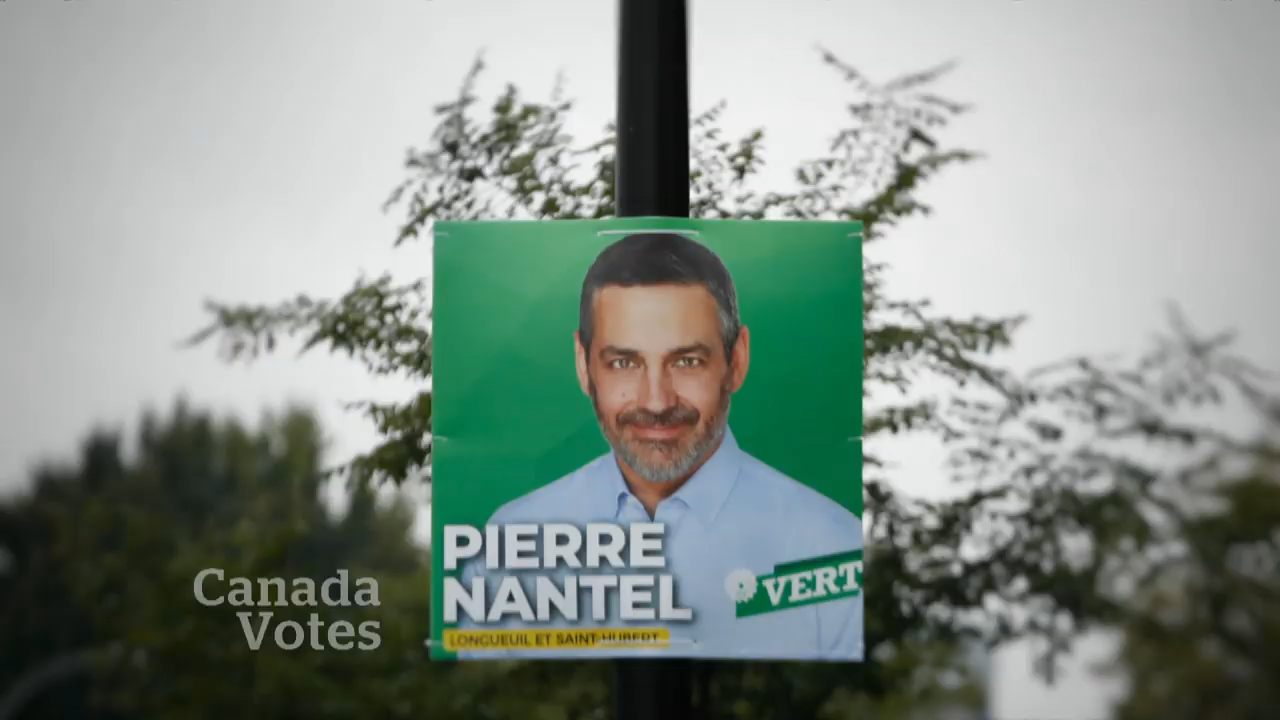 PIERRE
NANTEL
VERT
LONGUEUIL ET SAINT-HUBERT
Canada
Votes